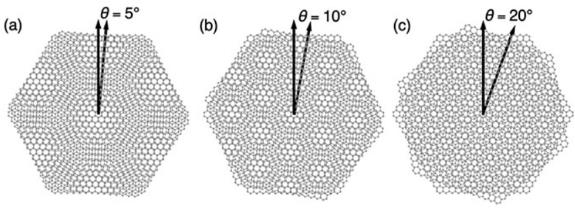 (a)
θ = 5°
(b)
θ = 10°
(c)
θ = 20°